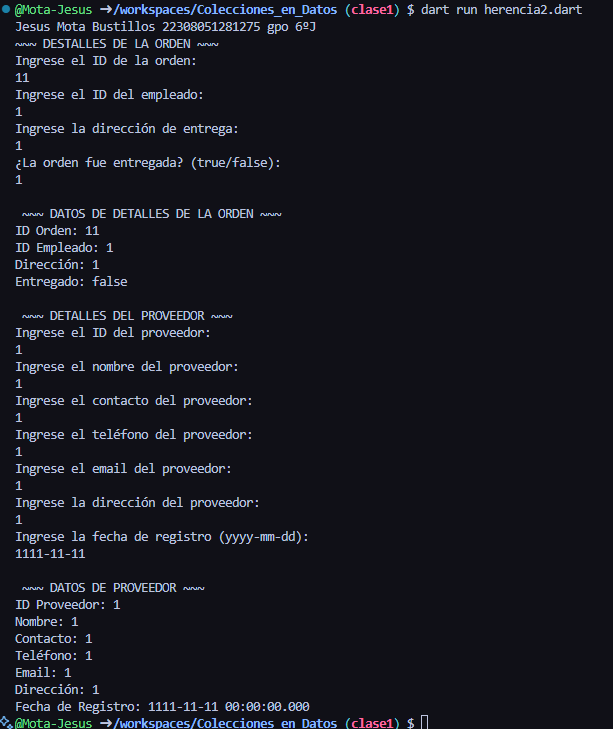 @Mota-Jesus ➜/workspaces/Colecciones_en_Datos (clase1) $ dart run herencia2.dart
Jesus Mota Bustillos 22308051281275 gpo 6ºJ
~~~ DESTALLES DE LA ORDEN ~~~
Ingrese el ID de la orden:
11
Ingrese el ID del empleado:
1
Ingrese la dirección de entrega:
1
¿La orden fue entregada? (true/false):
1
~~~ DATOS DE DETALLES DE LA ORDEN ~~~
ID Orden: 11
ID Empleado: 1
Dirección: 1
Entregado: false
~~~ DETALLES DEL PROVEEDOR ~~~
Ingrese el ID del proveedor:
1
Ingrese el nombre del proveedor:
1
Ingrese el contacto del proveedor:
1
Ingrese el teléfono del proveedor:
1
Ingrese el email del proveedor:
1
Ingrese la dirección del proveedor:
1
Ingrese la fecha de registro (yyyy-mm-dd):
1111-11-11
~~~ DATOS DE PROVEEDOR ~~~
ID Proveedor: 1
Nombre: 1
Contacto: 1
Teléfono: 1
Email: 1
Dirección: 1
Fecha de Registro: 1111-11-11 00:00:00.000
@Mota-Jesus ➜/workspaces/Colecciones_en_Datos (clase1) $